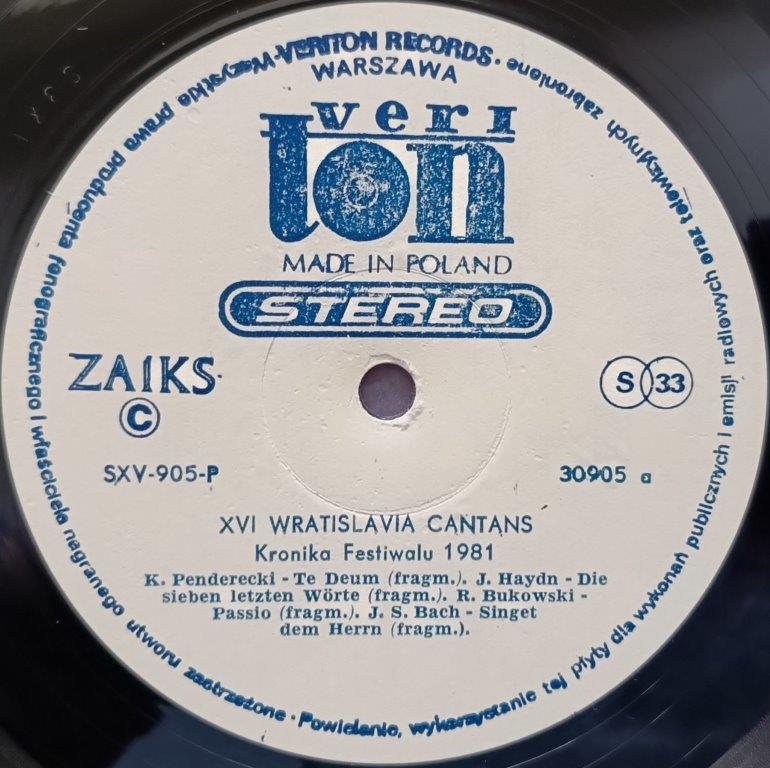 ·VERITON RECORDS·
WARSZAWA
veri
ton
MADE IN POLAND
STEREO
ZAIKS·
©
S 33
SXV-905-P
30905 a
XVI WRATISLAVIA CANTANS
Kronika Festiwalu 1981
K. Penderecki - Te Deum (fragm.). J. Haydn - Die
sieben letzten Wörte (fragm.). R. Bukowski -
Passio (fragm.). J. S. Bach - Singet
dem Herrn (fragm.).
Wszystkie prawa producenta fonograficznego i właściciela nagranego utworu zastrzeżone · Powielanie, wykorzystanie tej płyty dla wykonań publicznych i emisji radiowych oraz telewizyjnych zabronione